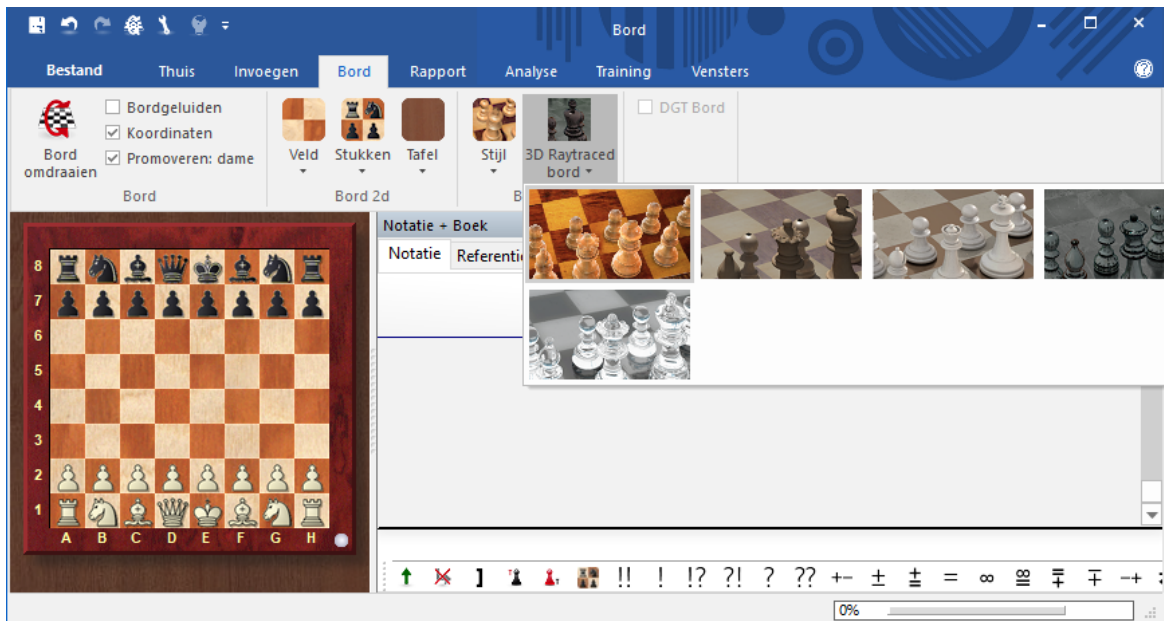 Bord
Bestand Thuis Invoegen Bord Rapport Analyse Training Vensters
Bord omdraaien
Bordgeluiden
Koordinaten
Promoveren: dame
Bord
Veld Stukken Tafel
Bord 2d
Stijl
3D Raytraced
bord
B
DGT Bord
Notatie + Boek
Notatie Referenti
8
7
6
5
4
3
2
1
A B C D E F G H
!! ! !? ?! ? ?? +− ± ⩲ = ∞ −+
0%